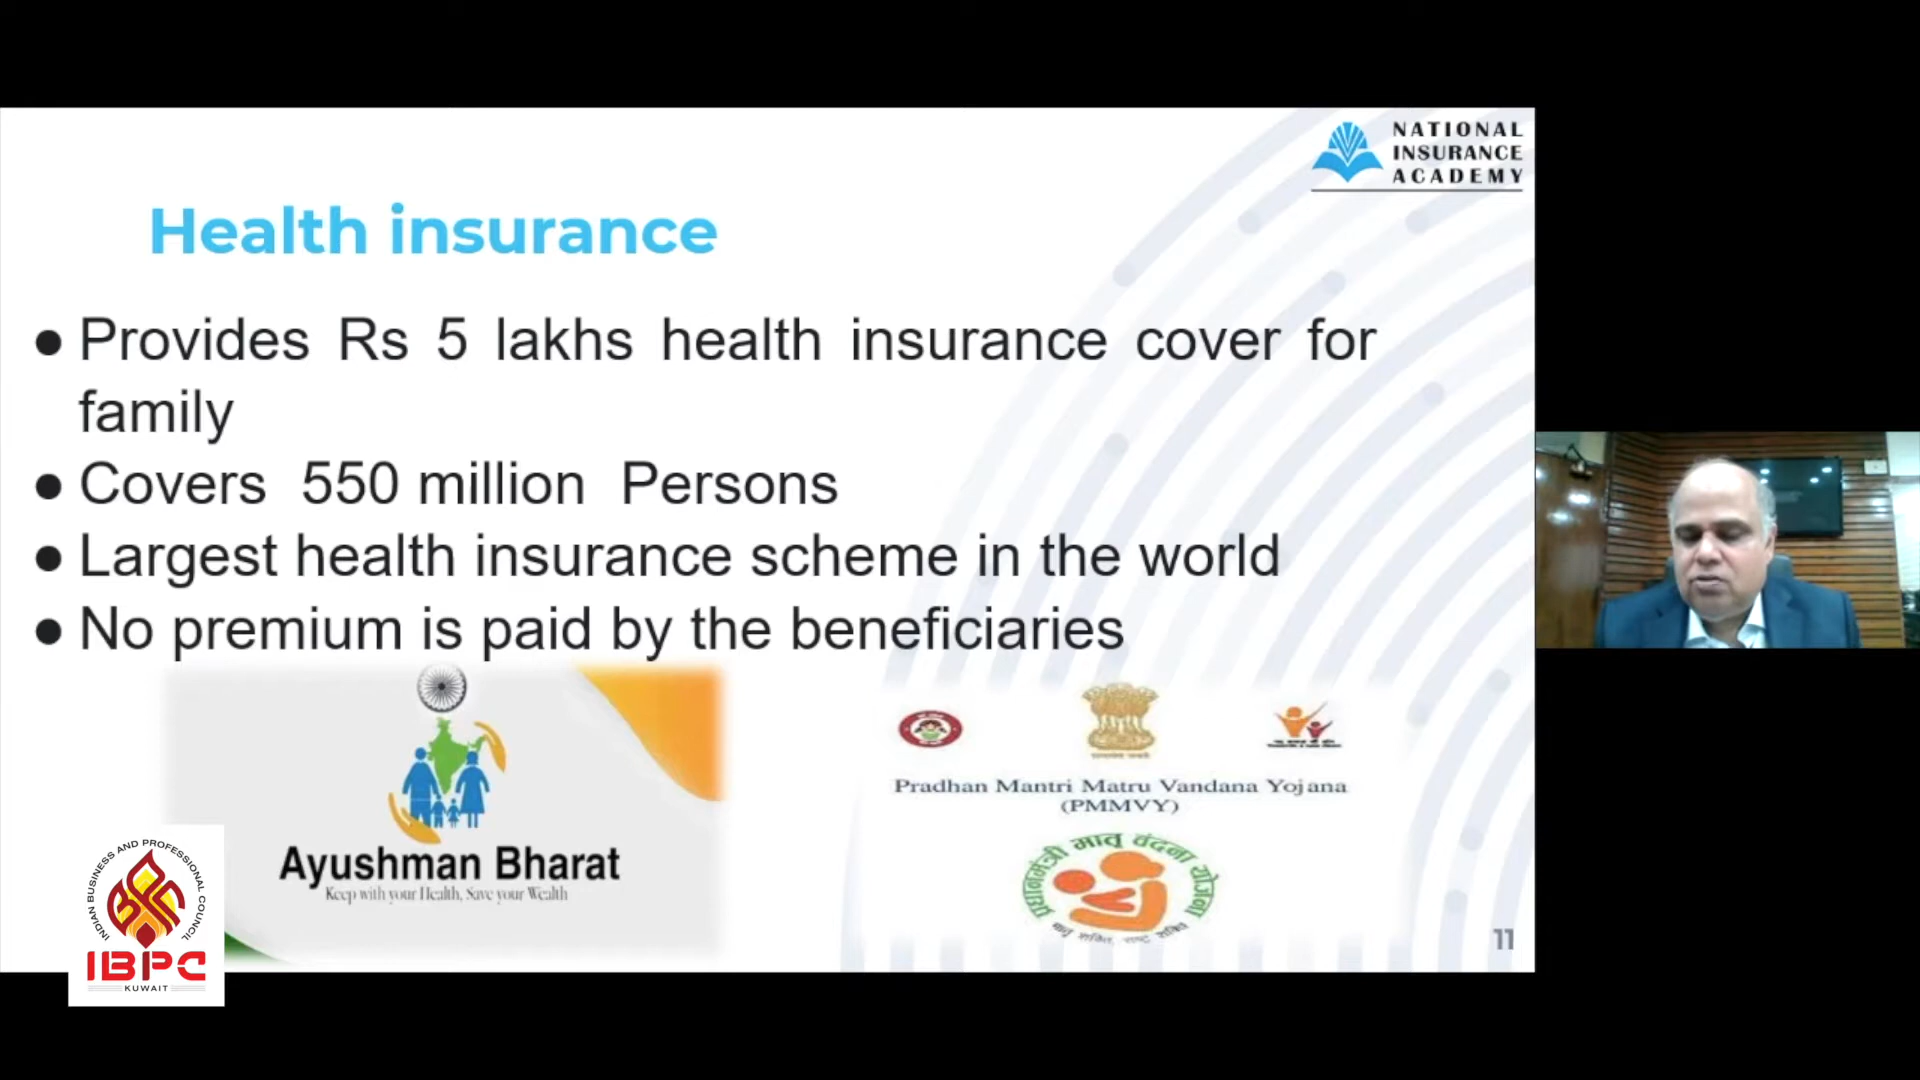 NATIONAL
INSURANCE
ACADEMY
Health insurance
● Provides Rs 5 lakhs health insurance cover for
family
● Covers 550 million Persons
● Largest health insurance scheme in the world
● No premium is paid by the beneficiaries
Ayushman Bharat
Keep with your Health, Save your Wealth
Pradhan Mantri Matru Vandana Yojana
(PMMVY)
प्रधानमंत्री मातृ वंदना योजना
INDIAN BUSINESS AND PROFESSIONAL COUNCIL
IBPC
KUWAIT
11